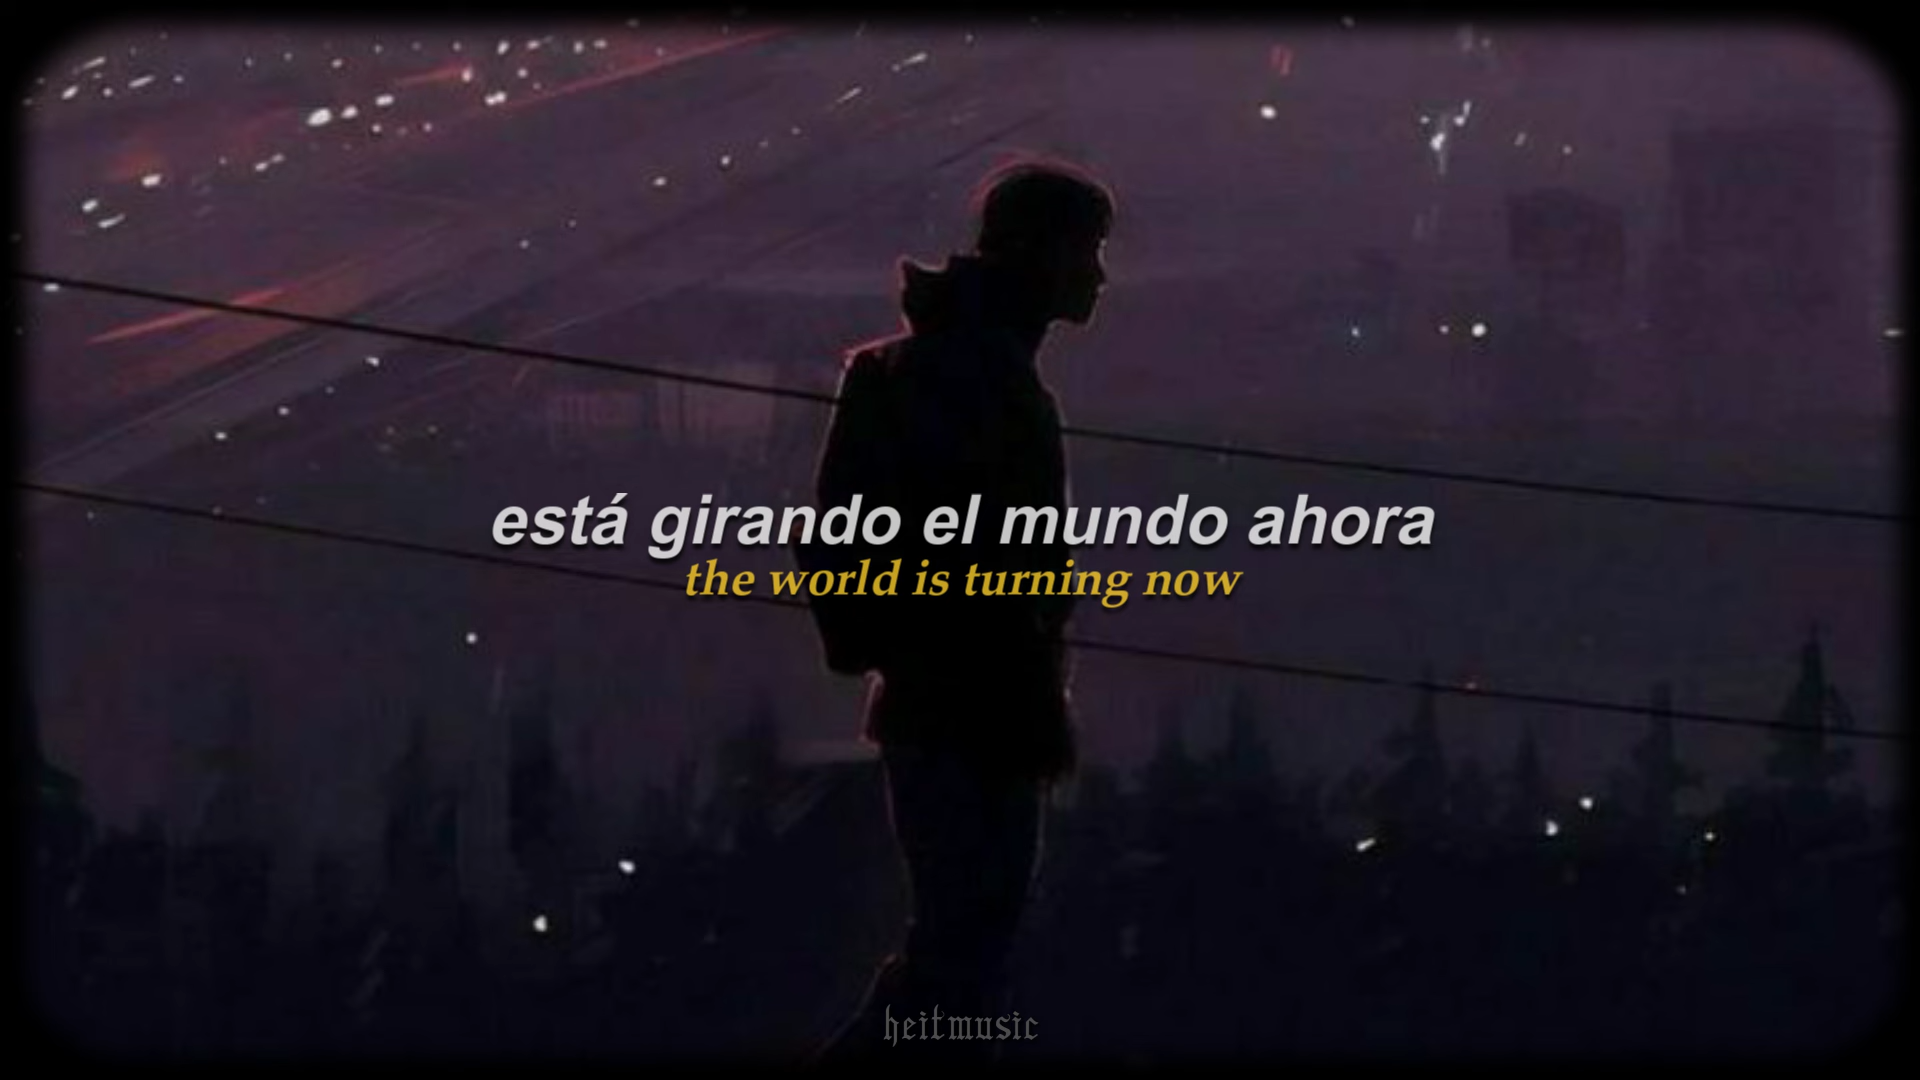 está girando el mundo ahora
the world is turning now
heitmusic